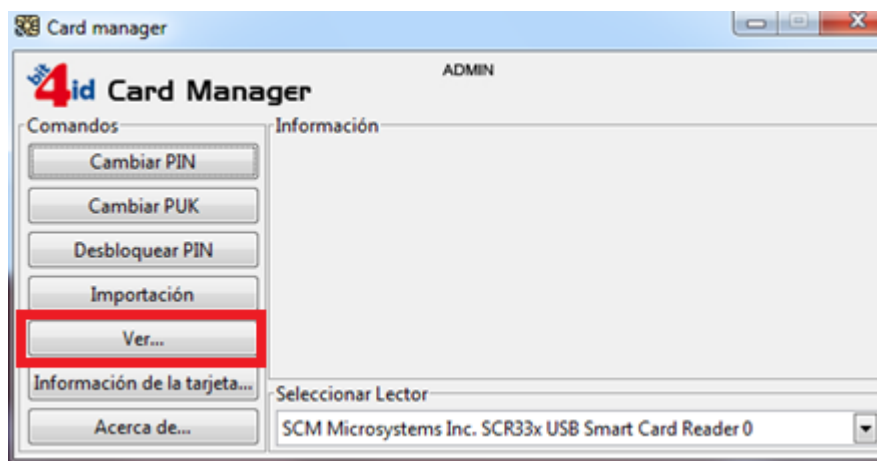 Card manager
bit4id Card Manager
ADMIN
Comandos
Cambiar PIN
Cambiar PUK
Desbloquear PIN
Importación
Ver...
Información de la tarjeta...
Acerca de...
Información
Seleccionar Lector
SCM Microsystems Inc. SCR33x USB Smart Card Reader 0